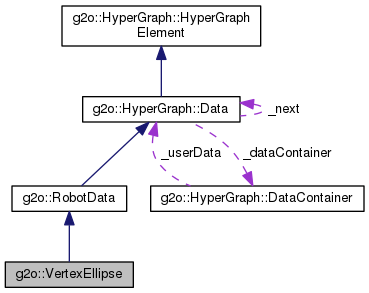 g2o::HyperGraph::HyperGraph
Element
g2o::HyperGraph::Data
_next
_userData
_dataContainer
g2o::RobotData
g2o::HyperGraph::DataContainer
g2o::VertexEllipse